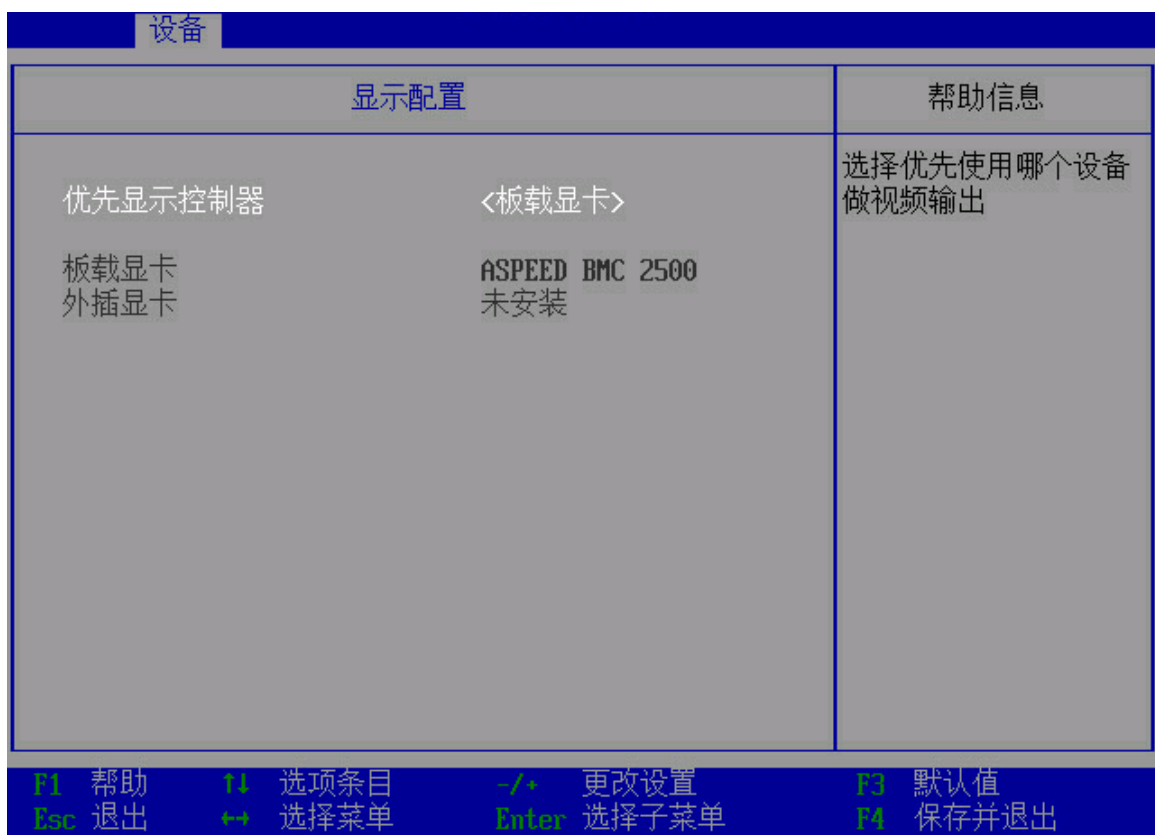 设备
显示配置
帮助信息
优先显示控制器 <板载显卡>
选择优先使用哪个设备
做视频输出
板载显卡 ASPEED BMC 2500
外插显卡 未安装
F1 帮助 ↑↓ 选项条目 -/+ 更改设置 F3 默认值
Esc 退出 ←→ 选择菜单 Enter 选择子菜单 F4 保存并退出